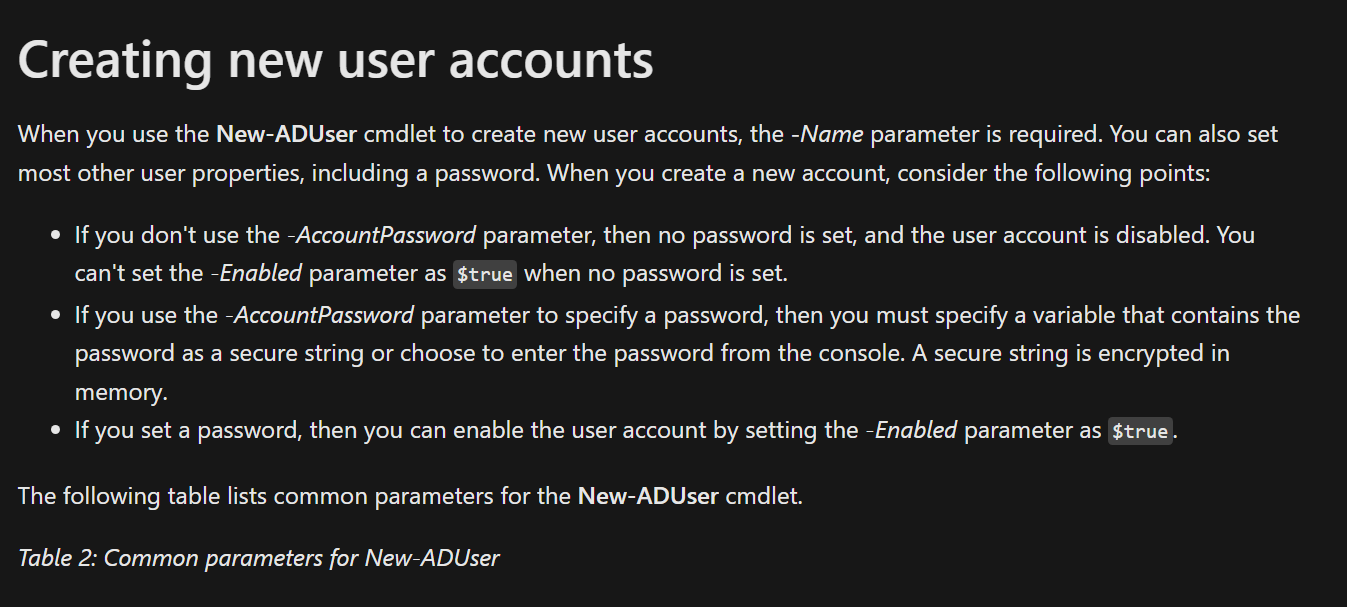 Creating new user accounts
When you use the New-ADUser cmdlet to create new user accounts, the -Name parameter is required. You can also set
most other user properties, including a password. When you create a new account, consider the following points:
• If you don't use the -AccountPassword parameter, then no password is set, and the user account is disabled. You
can't set the -Enabled parameter as $true when no password is set.
• If you use the -AccountPassword parameter to specify a password, then you must specify a variable that contains the
password as a secure string or choose to enter the password from the console. A secure string is encrypted in
memory.
• If you set a password, then you can enable the user account by setting the -Enabled parameter as $true.
The following table lists common parameters for the New-ADUser cmdlet.
Table 2: Common parameters for New-ADUser